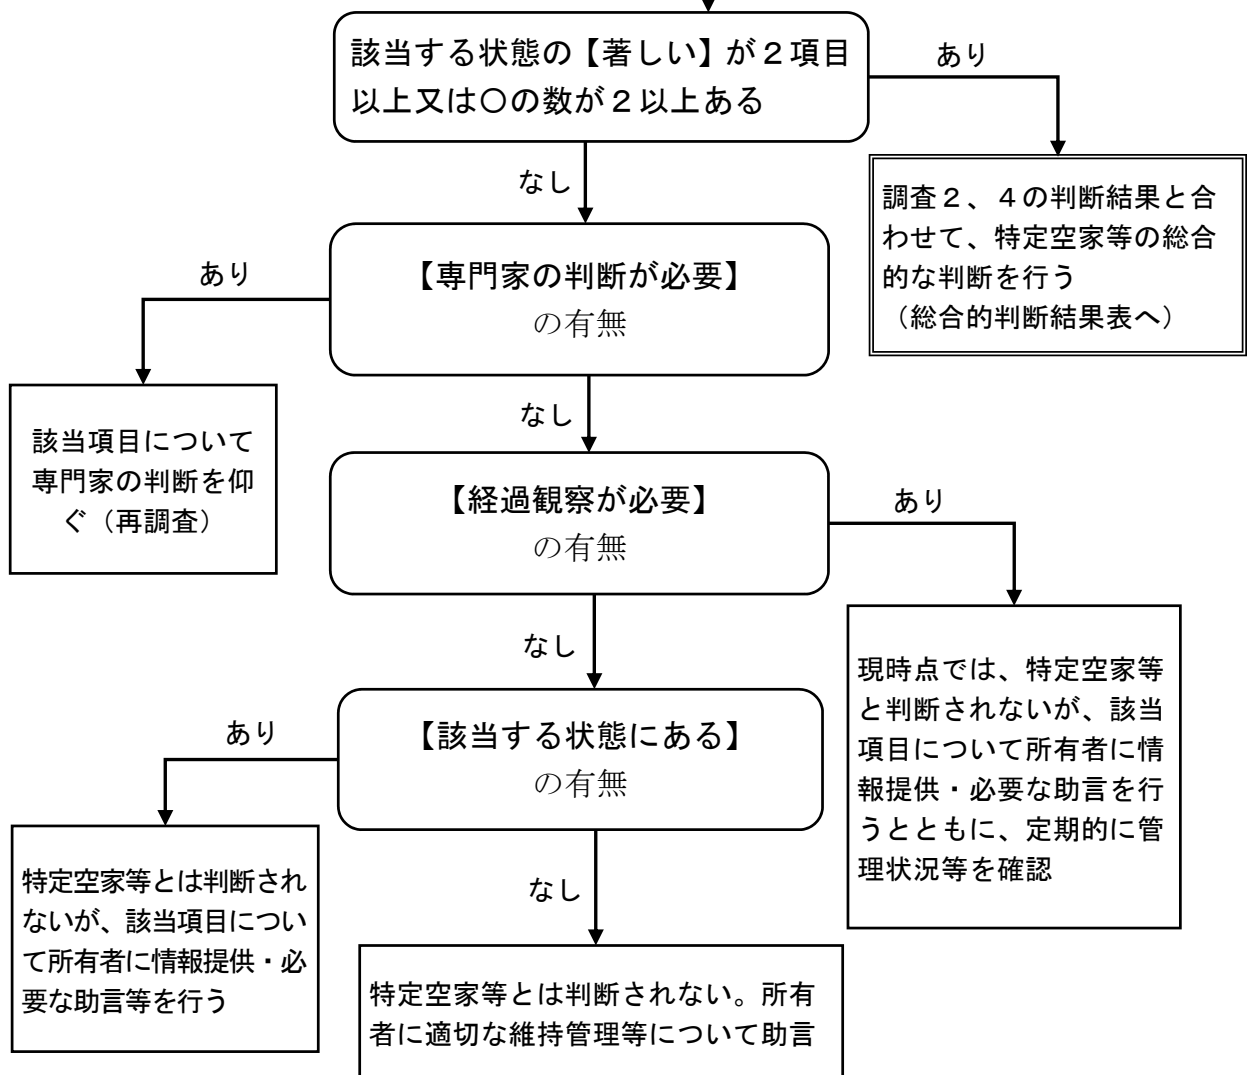 該当する状態の【著しい】が２項目
以上又は○の数が２以上ある
あり
なし
調査２、４の判断結果と合
わせて、特定空家等の総合
的な判断を行う
（総合的判断結果表へ）
【専門家の判断が必要】
の有無
あり
なし
該当項目について
専門家の判断を仰
ぐ（再調査）
【経過観察が必要】
の有無
あり
なし
現時点では、特定空家等
と判断されないが、該当
項目について所有者に情
報提供・必要な助言を行
うとともに、定期的に管
理状況等を確認
【該当する状態にある】
の有無
あり
なし
特定空家等とは判断され
ないが、該当項目につい
て所有者に情報提供・必
要な助言等を行う
特定空家等とは判断されない。所有
者に適切な維持管理等について助言